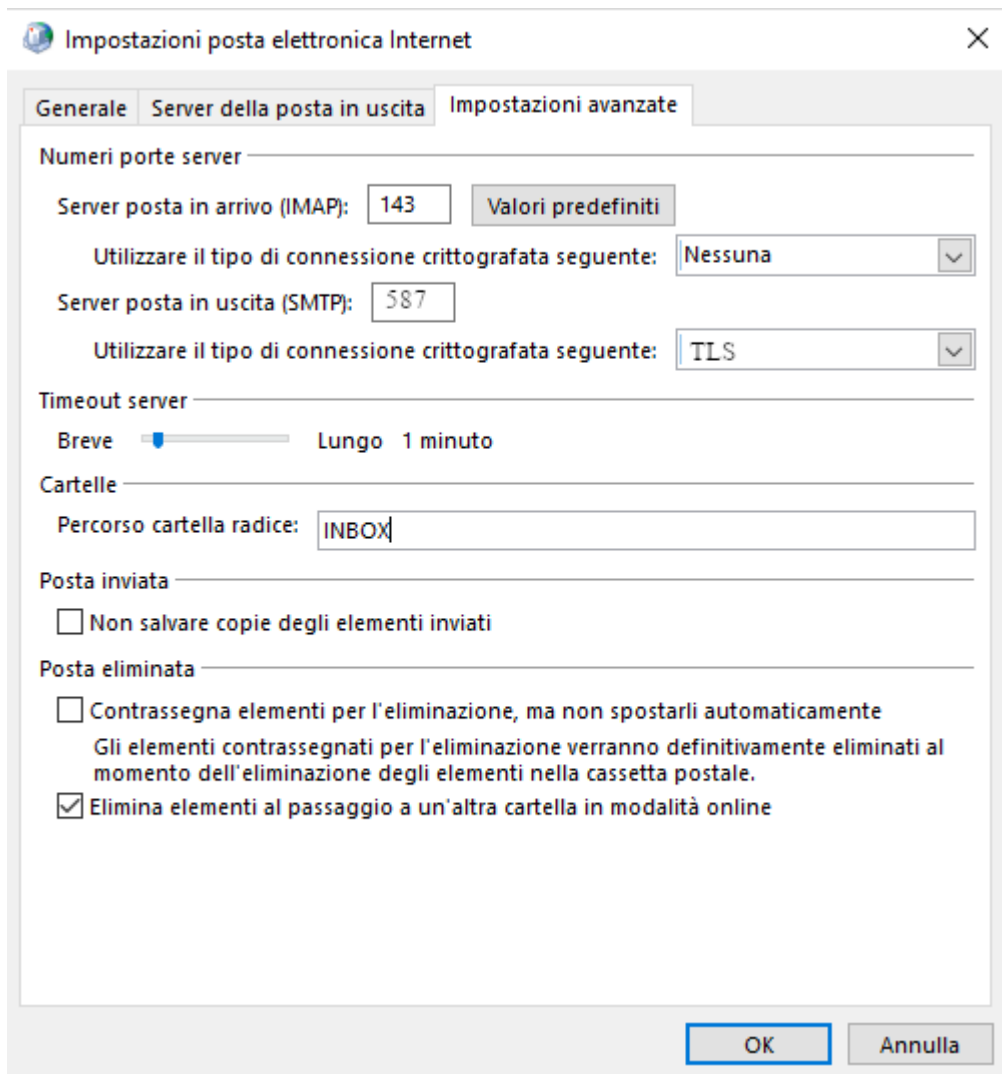 Impostazioni posta elettronica Internet
Generale Server della posta in uscita Impostazioni avanzate
Numeri porte server
Server posta in arrivo (IMAP): 143 Valori predefiniti
Utilizzare il tipo di connessione crittografata seguente: Nessuna
Server posta in uscita (SMTP): 587
Utilizzare il tipo di connessione crittografata seguente: TLS
Timeout server
Breve Lungo 1 minuto
Cartelle
Percorso cartella radice: INBOX
Posta inviata
Non salvare copie degli elementi inviati
Posta eliminata
Contrassegna elementi per l'eliminazione, ma non spostarli automaticamente
Gli elementi contrassegnati per l'eliminazione verranno definitivamente eliminati al
momento dell'eliminazione degli elementi nella cassetta postale.
Elimina elementi al passaggio a un'altra cartella in modalità online
OK Annulla